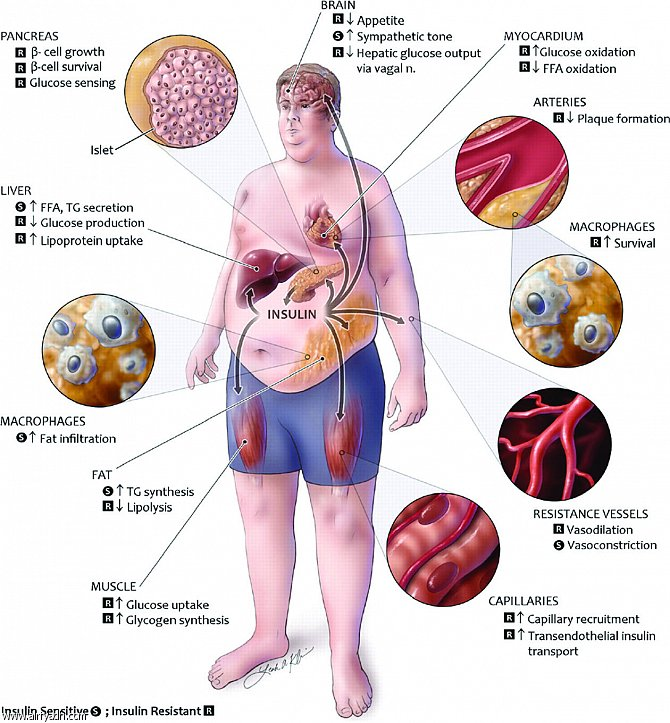 BRAIN
R ↓ Appetite
S ↑ Sympathetic tone
R ↓ Hepatic glucose output
via vagal n.
PANCREAS
R β- cell growth
R β-cell survival
R Glucose sensing
Islet
MYOCARDIUM
R ↑ Glucose oxidation
R ↓ FFA oxidation
ARTERIES
R ↓ Plaque formation
LIVER
S ↑ FFA, TG secretion
R ↓ Glucose production
R ↑ Lipoprotein uptake
MACROPHAGES
R ↑ Survival
INSULIN
MACROPHAGES
S ↑ Fat infiltration
FAT
S ↑ TG synthesis
R ↓ Lipolysis
RESISTANCE VESSELS
R Vasodilation
S Vasoconstriction
MUSCLE
R ↑ Glucose uptake
R ↑ Glycogen synthesis
CAPILLARIES
R ↑ Capillary recruitment
R ↑ Transendothelial insulin
transport
Insulin Sensitive S ; Insulin Resistant R